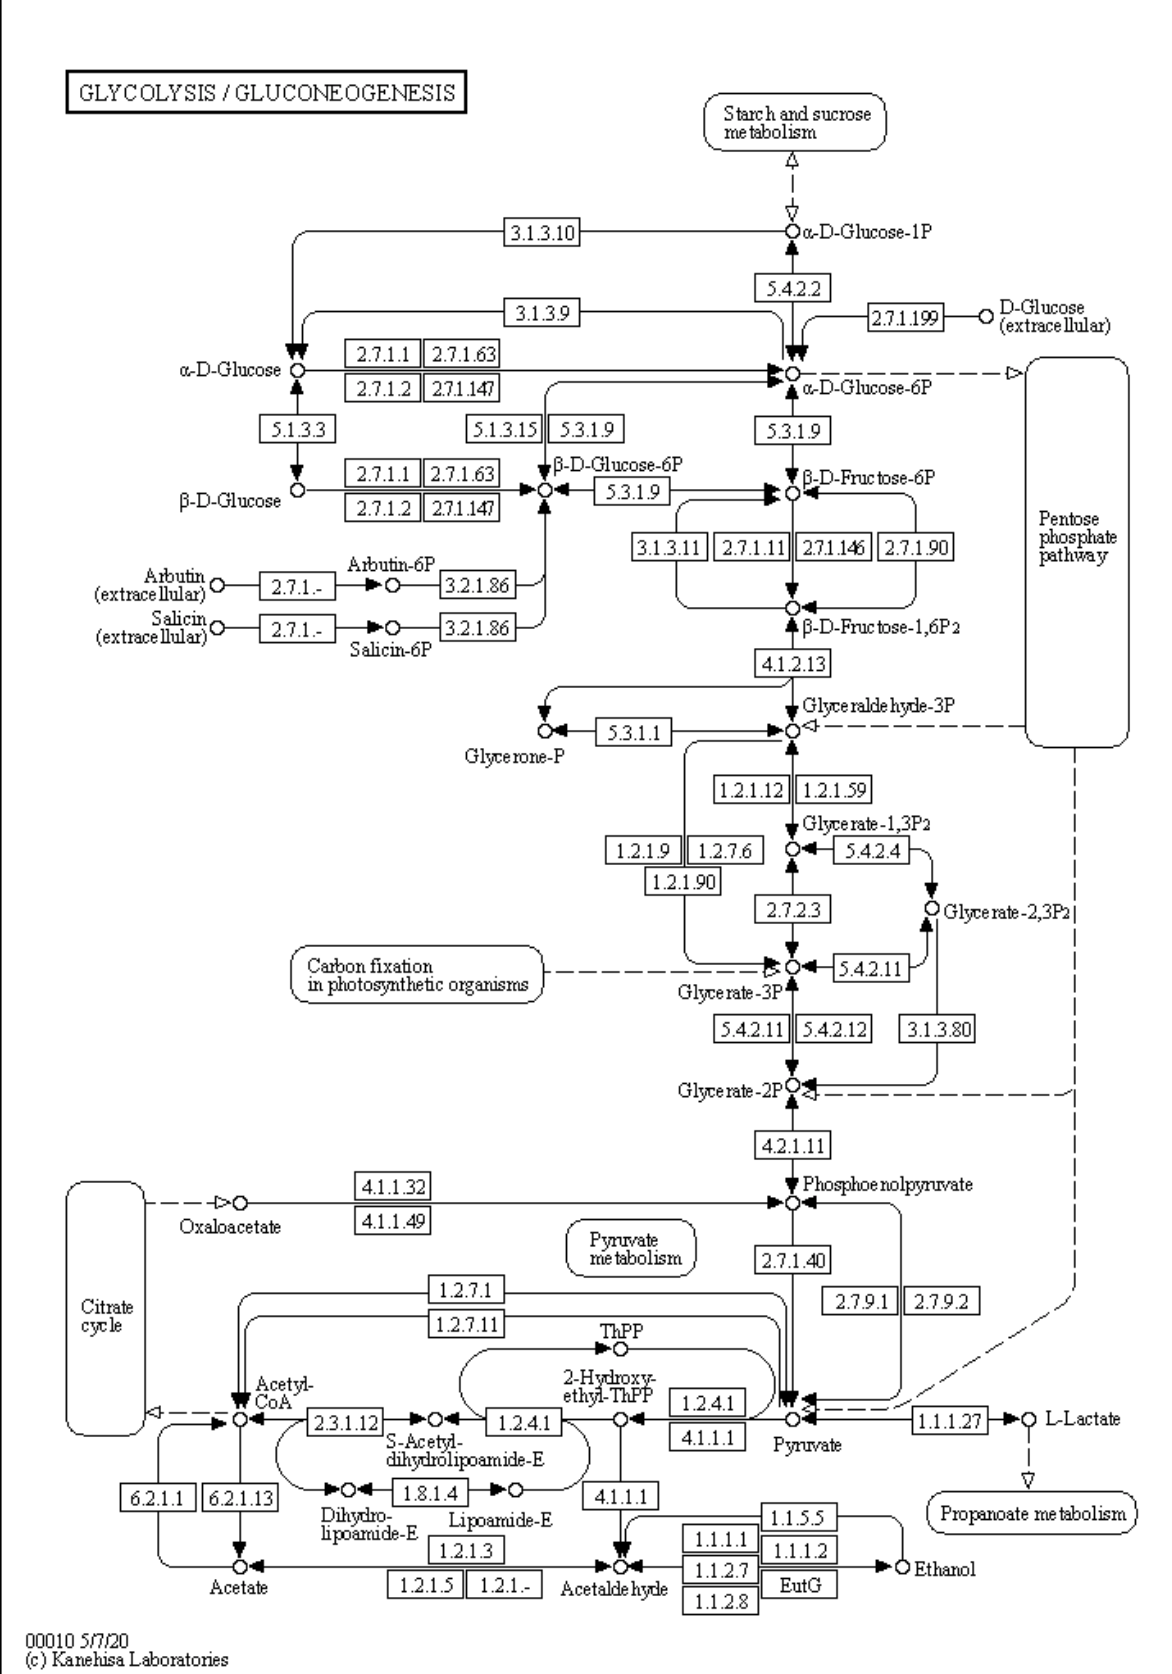 GLYCOLYSIS / GLUCONEOGENESIS
Starch and sucrose
metabolism
3.1.3.10
α-D-Glucose-1P
5.4.2.2
3.1.3.9
2.7.1.199
D-Glucose
(extracellular)
α-D-Glucose
2.7.1.1
2.7.1.63
2.7.1.2
2.7.1.147
α-D-Glucose-6P
5.1.3.3
5.1.3.15
5.3.1.9
5.3.1.9
β-D-Glucose
2.7.1.1
2.7.1.63
2.7.1.2
2.7.1.147
β-D-Glucose-6P
5.3.1.9
β-D-Fructose-6P
Pentose
phosphate
pathway
3.1.3.11
2.7.1.11
2.7.1.146
2.7.1.90
Arbutin
(extracellular)
2.7.1.-
Arbutin-6P
3.2.1.86
Salicin
(extracellular)
2.7.1.-
Salicin-6P
3.2.1.86
β-D-Fructose-1,6P2
4.1.2.13
Glyceraldehyde-3P
Glycerone-P
5.3.1.1
1.2.1.12
1.2.1.59
Glycerate-1,3P2
1.2.1.9
1.2.7.6
1.2.1.90
5.4.2.4
2.7.2.3
Glycerate-2,3P2
Carbon fixation
in photosynthetic organisms
Glycerate-3P
5.4.2.11
5.4.2.11
5.4.2.12
3.1.3.80
Glycerate-2P
4.2.1.11
Phosphoenolpyruvate
Oxaloacetate
4.1.1.32
4.1.1.49
Pyruvate
metabolism
2.7.1.40
Citrate
cycle
1.2.7.1
1.2.7.11
2.7.9.1
2.7.9.2
ThPP
Acetyl-
CoA
2-Hydroxy-
ethyl-ThPP
2.3.1.12
S-Acetyl-
dihydrolipoamide-E
1.2.4.1
1.2.4.1
4.1.1.1
Pyruvate
1.1.1.27
L-Lactate
6.2.1.1
6.2.1.13
Dihydro-
lipoamide-E
1.8.1.4
Lipoamide-E
4.1.1.1
Propanoate metabolism
Acetate
1.2.1.3
1.2.1.5
1.2.1.-
Acetaldehyde
1.1.5.5
1.1.1.1
1.1.1.2
1.1.2.7
EutG
1.1.2.8
Ethanol
00010 5/7/20
(c) Kanehisa Laboratories